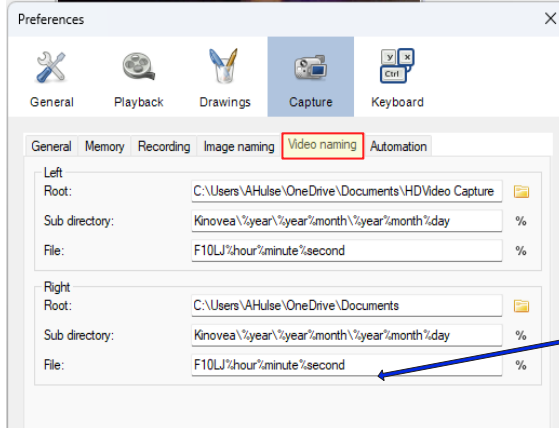 Preferences
X
Y X
Ctrl
General Playback Drawings Capture Keyboard
General Memory Recording Image naming Video naming Automation
Left
Root: C:\Users\AHulse\OneDrive\Documents\HDVideo Capture
Sub directory: Kinovea\%year\%year%month\%year%month%day %
File: F10LJ%hour%minute%second %
Right
Root: C:\Users\AHulse\OneDrive\Documents
Sub directory: Kinovea\%year\%year%month\%year%month%day %
File: F10LJ%hour%minute%second %